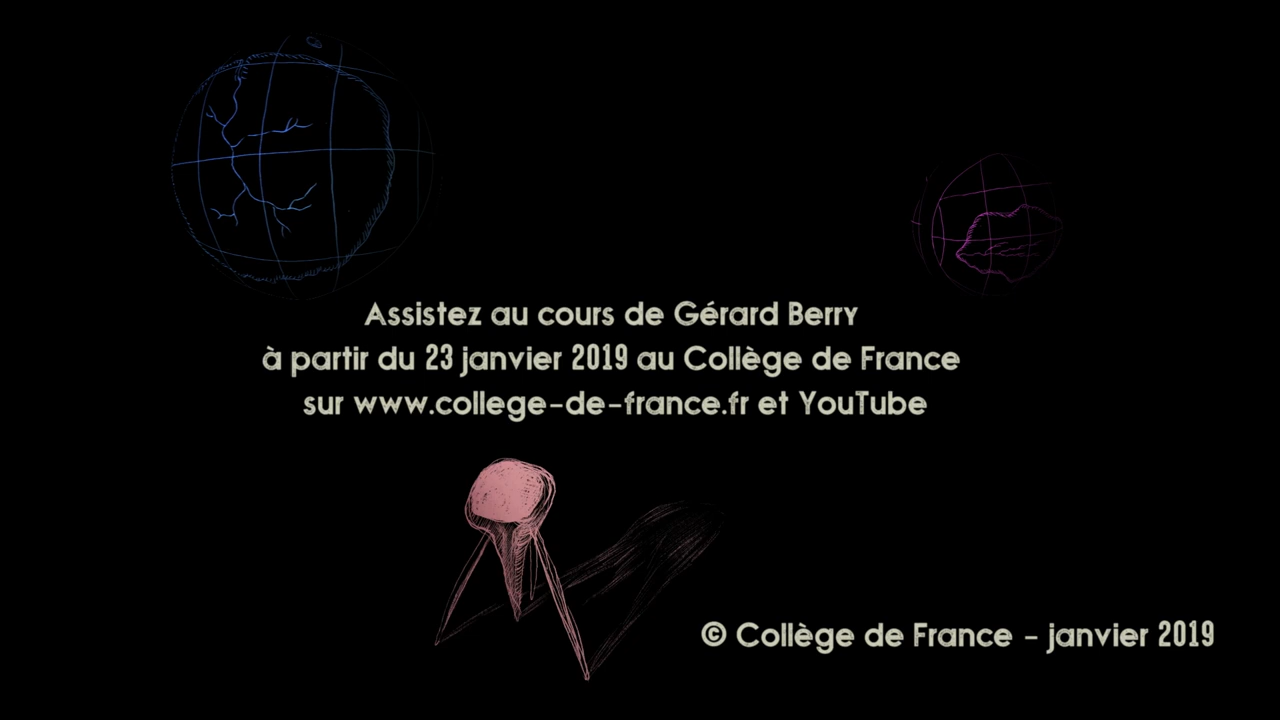 Assistez au cours de Gérard Berry
à partir du 23 janvier 2019 au Collège de France
sur www.college-de-france.fr et YouTube
© Collège de France - janvier 2019